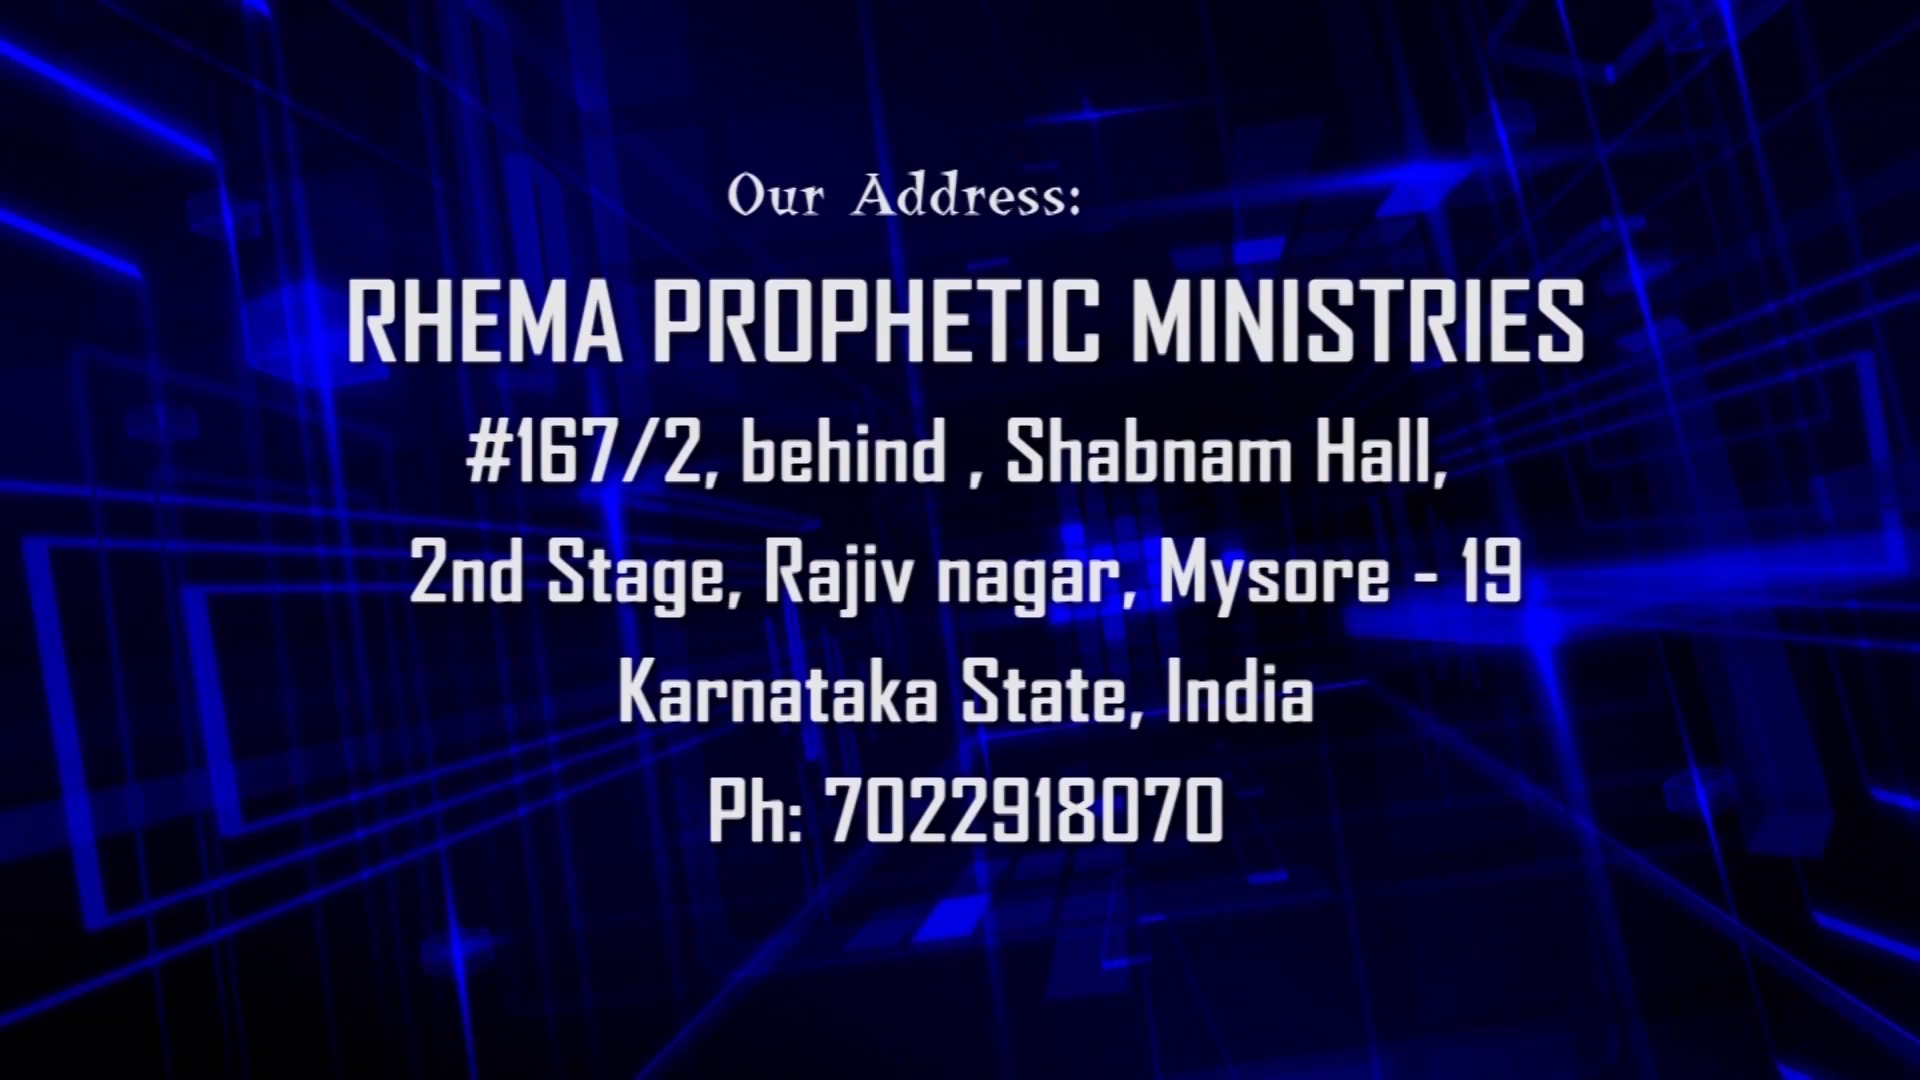 Our Address:
RHEMA PROPHETIC MINISTRIES
#167/2, behind , Shabnam Hall,
2nd Stage, Rajiv nagar, Mysore - 19
Karnataka State, India
Ph: 7022918070